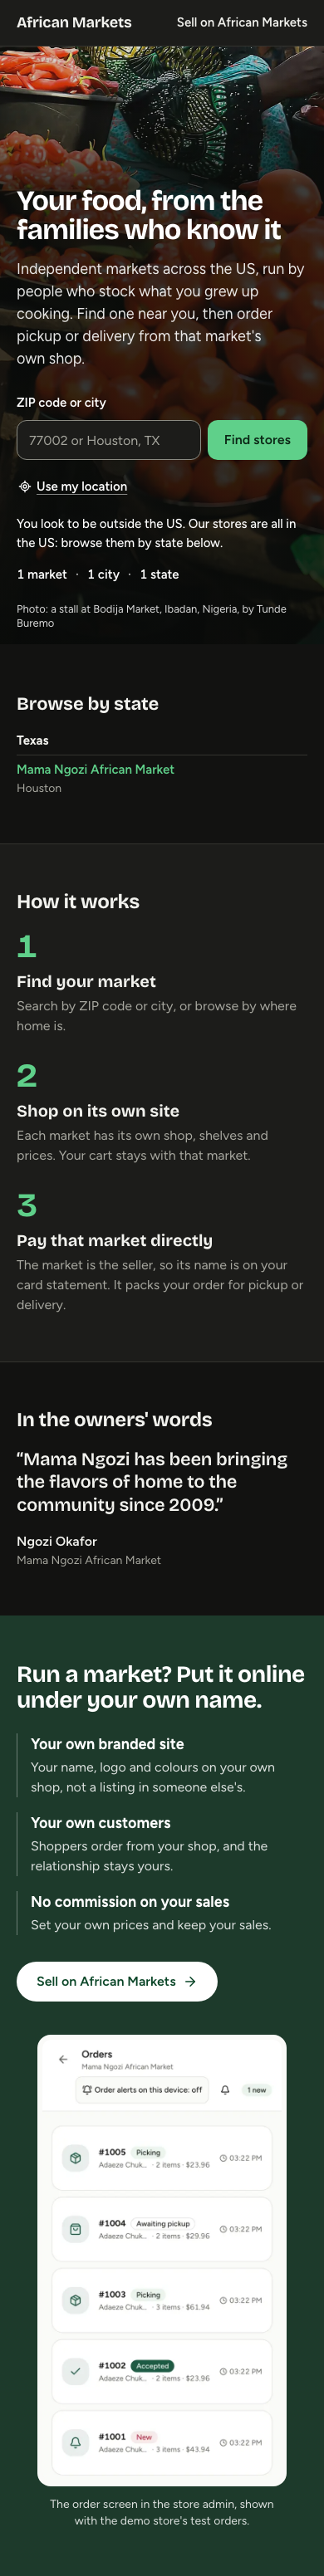 African Markets
Sell on African Markets
Your food, from the
families who know it
Independent markets across the US, run by
people who stock what you grew up
cooking. Find one near you, then order
pickup or delivery from that market's
own shop.
ZIP code or city
77002 or Houston, TX
Find stores
Use my location
You look to be outside the US. Our stores are all in
the US: browse them by state below.
1 market · 1 city · 1 state
Photo: a stall at Bodija Market, Ibadan, Nigeria, by Tunde
Buremo
Browse by state
Texas
Mama Ngozi African Market
Houston
How it works
1
Find your market
Search by ZIP code or city, or browse by where
home is.
2
Shop on its own site
Each market has its own shop, shelves and
prices. Your cart stays with that market.
3
Pay that market directly
The market is the seller, so its name is on your
card statement. It packs your order for pickup or
delivery.
In the owners' words
“Mama Ngozi has been bringing
the flavors of home to the
community since 2009.”
Ngozi Okafor
Mama Ngozi African Market
Run a market? Put it online
under your own name.
Your own branded site
Your name, logo and colours on your own
shop, not a listing in someone else's.
Your own customers
Shoppers order from your shop, and the
relationship stays yours.
No commission on your sales
Set your own prices and keep your sales.
Sell on African Markets
Orders
Mama Ngozi African Market
Order alerts on this device: off
1 new
#1005 Picking
Adaeze Chuk... · 2 items · $23.96
03:22 PM
#1004 Awaiting pickup
Adaeze Chuk... · 2 items · $29.96
03:22 PM
#1003 Picking
Adaeze Chuk... · 3 items · $61.94
03:22 PM
#1002 Accepted
Adaeze Chuk... · 2 items · $23.96
03:22 PM
#1001 New
Adaeze Chuk... · 3 items · $43.94
03:22 PM
The order screen in the store admin, shown
with the demo store's test orders.